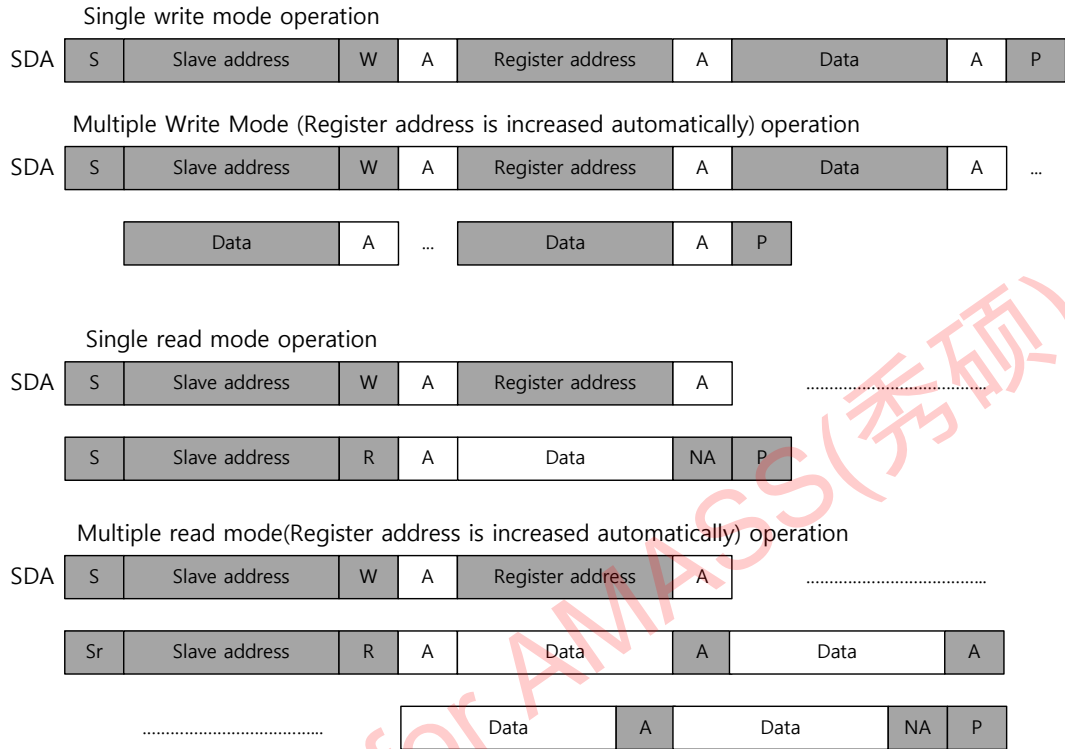 Single write mode operation
SDA S Slave address W A Register address A Data A P
Multiple Write Mode (Register address is increased automatically) operation
SDA S Slave address W A Register address A Data A ...
Data A ... Data A P
Single read mode operation
SDA S Slave address W A Register address A ......................................
S Slave address R A Data NA P
Multiple read mode(Register address is increased automatically) operation
SDA S Slave address W A Register address A ......................................
Sr Slave address R A Data A Data A
...................................... Data A Data NA P
for AMASS(秀硕)